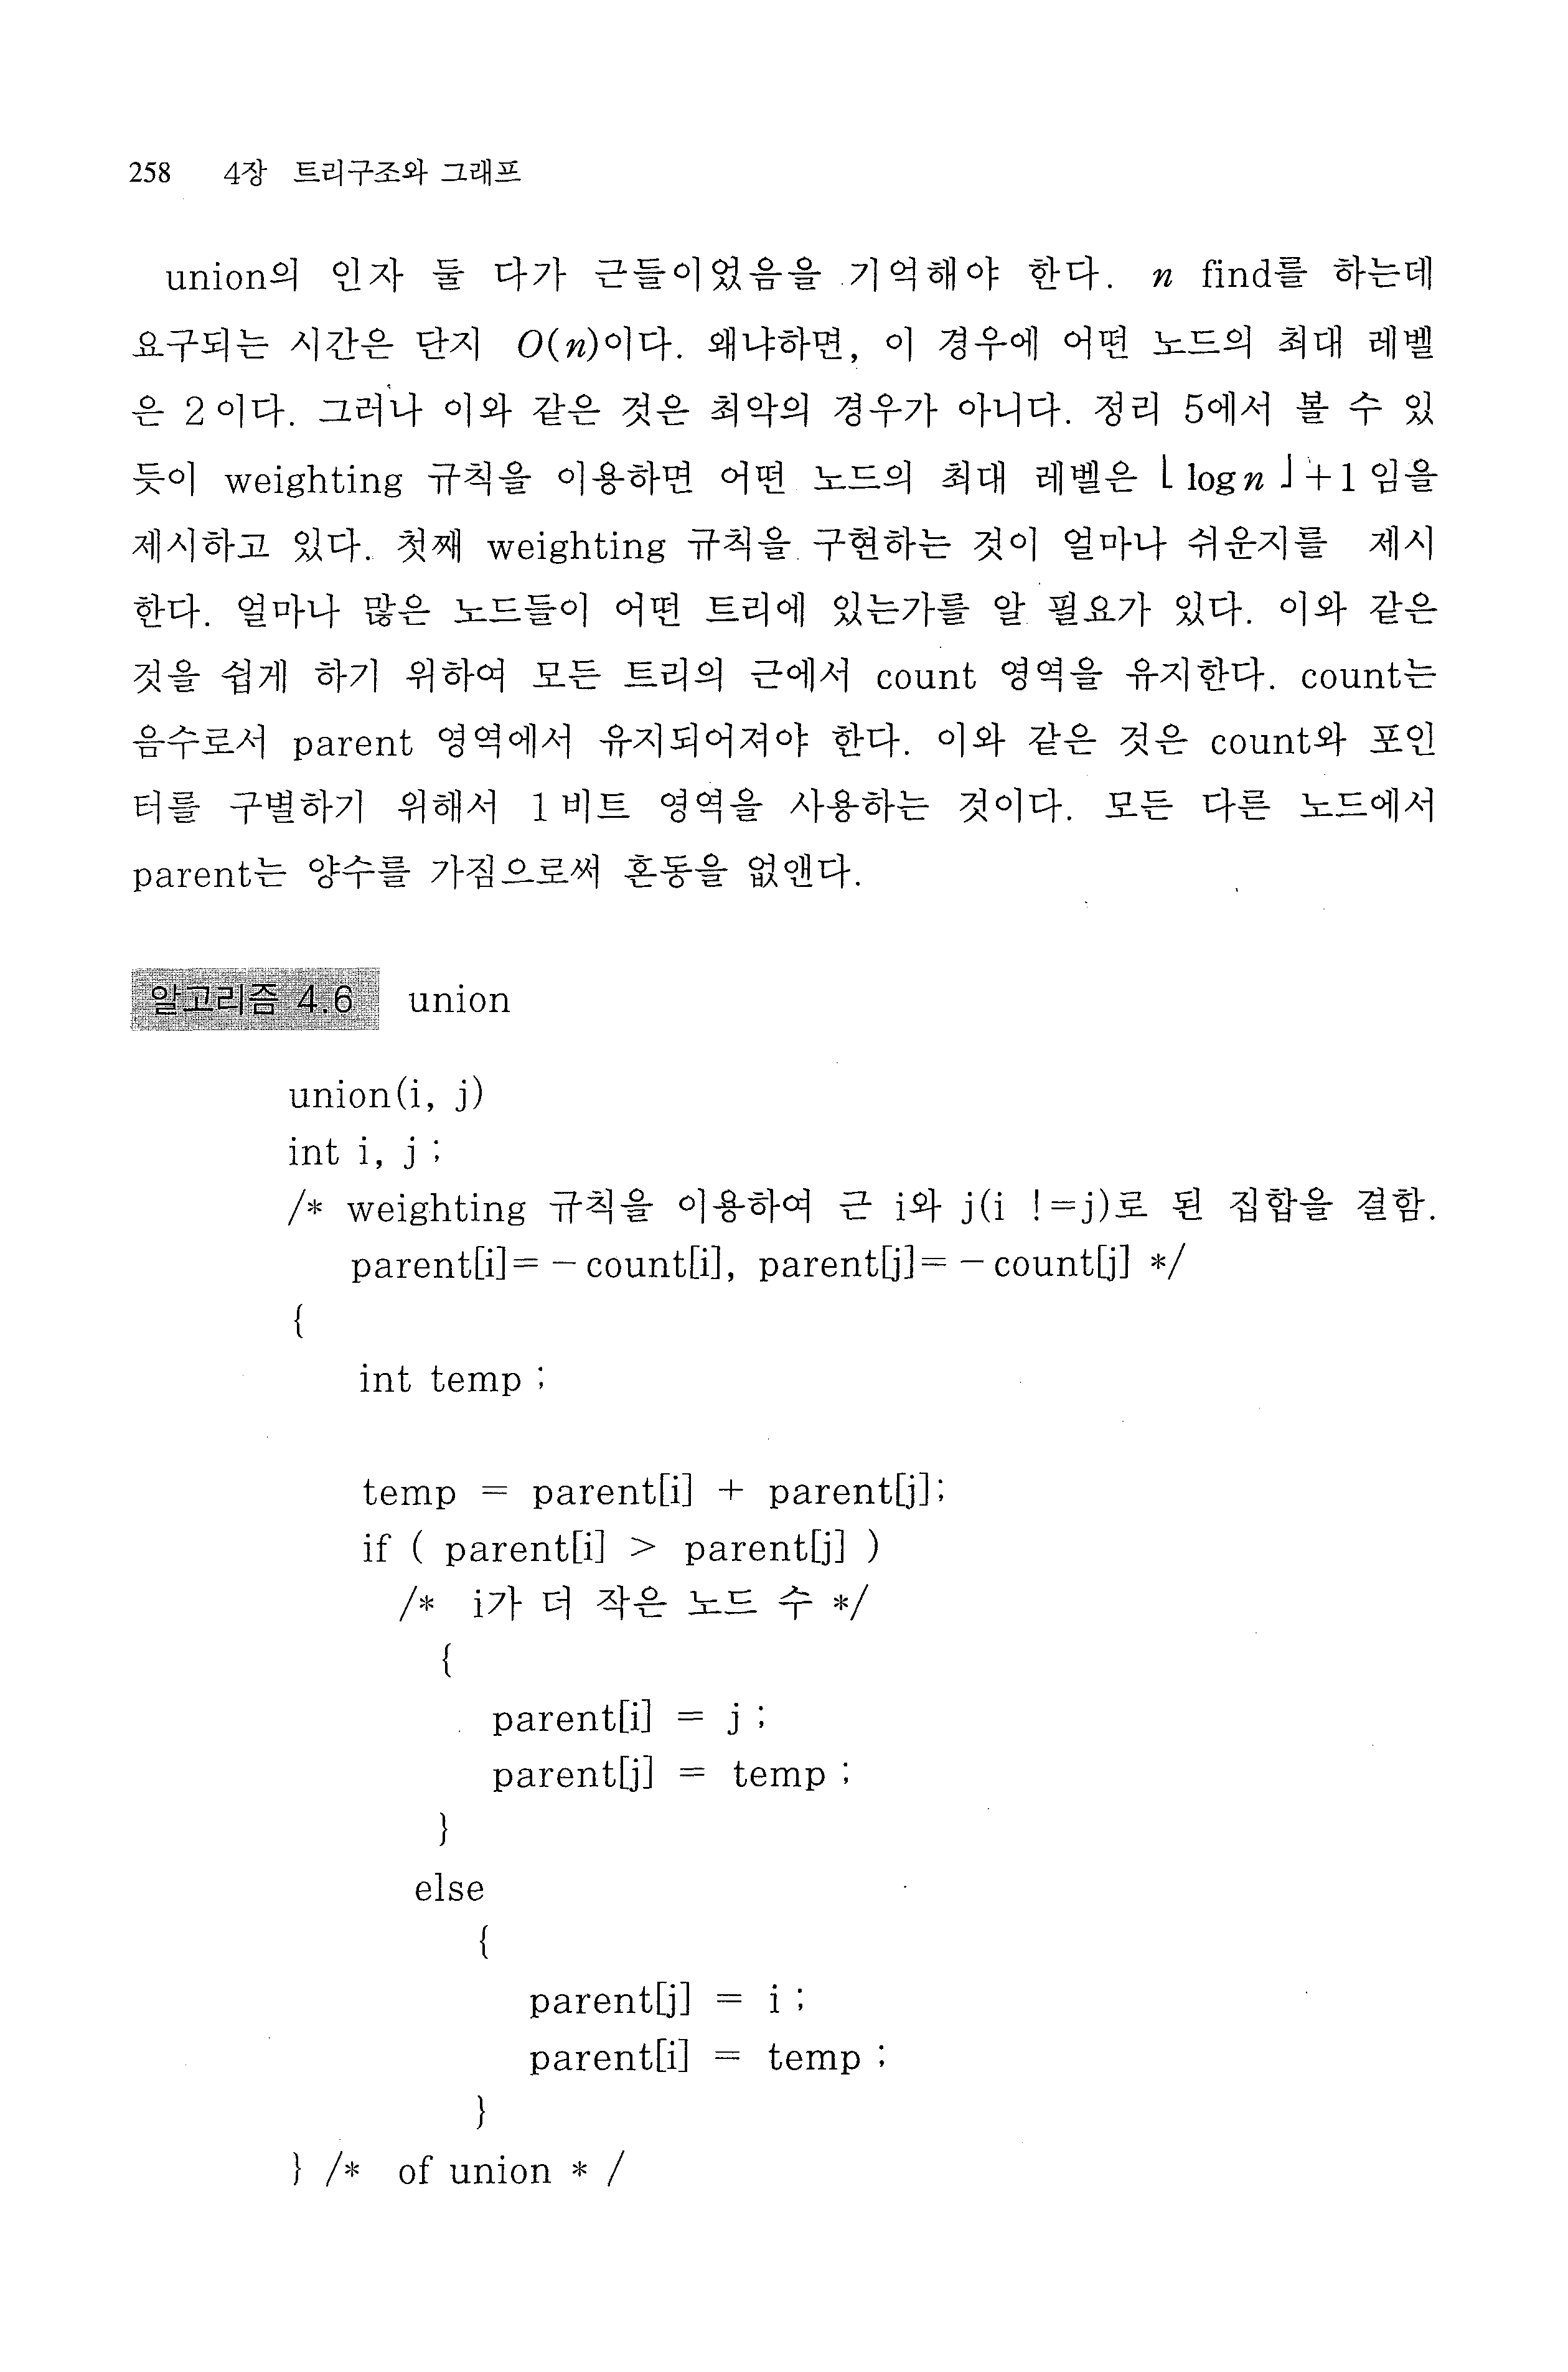 258 4장 트리구조와 그래프
union의 인자 둘 다가 근들이었음을 기억해야 한다. n find를 하는데
요구되는 시간은 단지 O(n)이다. 왜냐하면, 이 경우에 어떤 노드의 최대 레벨
은 2이다. 그러나 이와 같은 것은 최악의 경우가 아니다. 정리 5에서 볼 수 있
듯이 weighting 규칙을 이용하면 어떤 노드의 최대 레벨은 ⌊log n⌋+1임을
제시하고 있다. 첫째 weighting 규칙을 구현하는 것이 얼마나 쉬운지를 제시
한다. 얼마나 많은 노드들이 어떤 트리에 있는가를 알 필요가 있다. 이와 같은
것을 쉽게 하기 위하여 모든 트리의 근에서 count 영역을 유지한다. count는
음수로서 parent 영역에서 유지되어져야 한다. 이와 같은 것은 count와 포인
터를 구별하기 위해서 1비트 영역을 사용하는 것이다. 모든 다른 노드에서
parent는 양수를 가짐으로써 혼동을 없앤다.
알고리즘 4.6 union
union(i, j)
int i, j ;
/* weighting 규칙을 이용하여 근 i와 j(i !=j)로 된 집합을 결합.
parent[i]= -count[i], parent[j]= -count[j] */
{
int temp ;
temp = parent[i] + parent[j];
if ( parent[i] > parent[j] )
/* i가 더 작은 노드 수 */
{
parent[i] = j ;
parent[j] = temp ;
}
else
{
parent[j] = i ;
parent[i] = temp ;
}
} /* of union * /